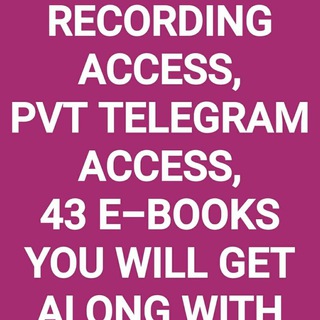 RECORDING
ACCESS,
PVT TELEGRAM
ACCESS,
43 E–BOOKS
YOU WILL GET
ALONG WITH